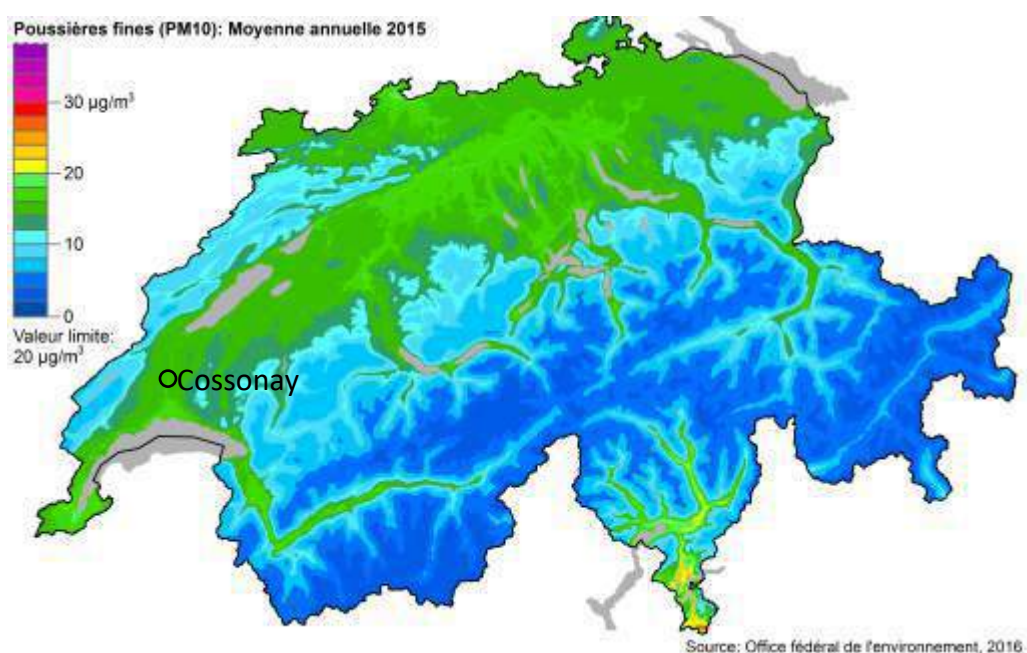 Poussières fines (PM10): Moyenne annuelle 2015
30 µg/m³
20
10
0
Valeur limite:
20 µg/m³
Cossonay
Source: Office fédéral de l'environnement, 2016